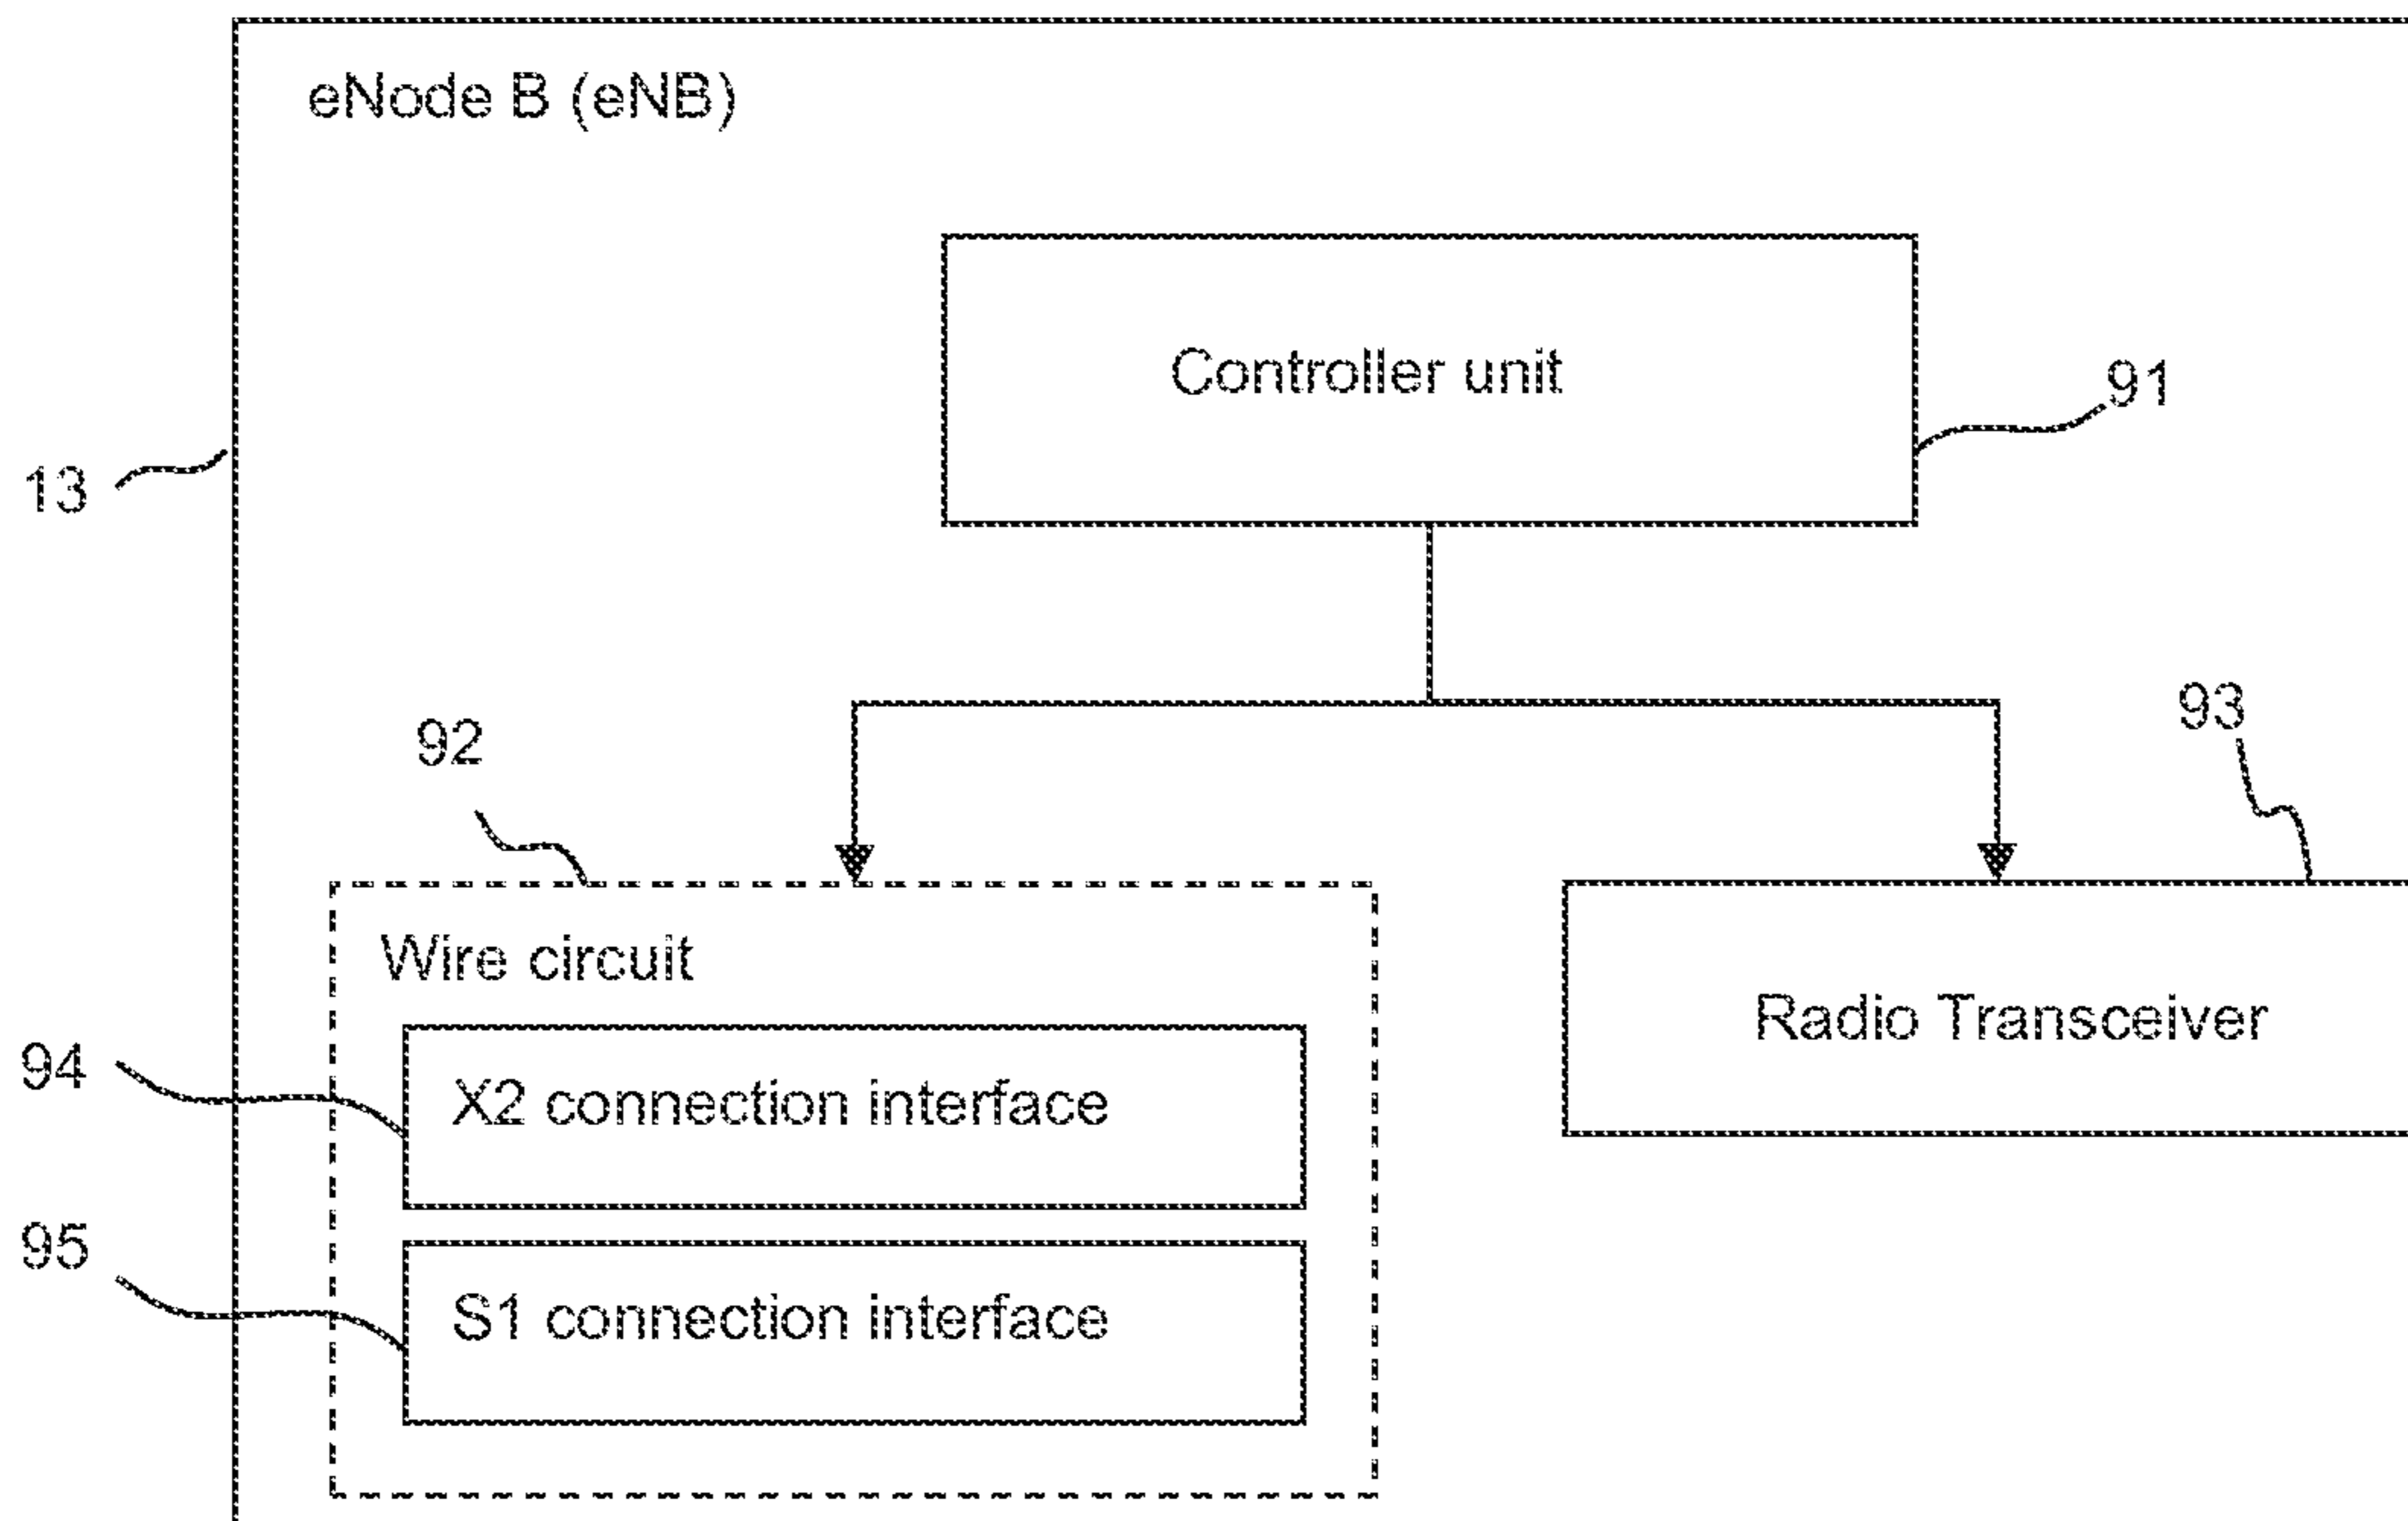 eNode B (eNB)
Controller unit
91
13
93
92
Wire circuit
Radio Transceiver
94
X2 connection interface
95
S1 connection interface